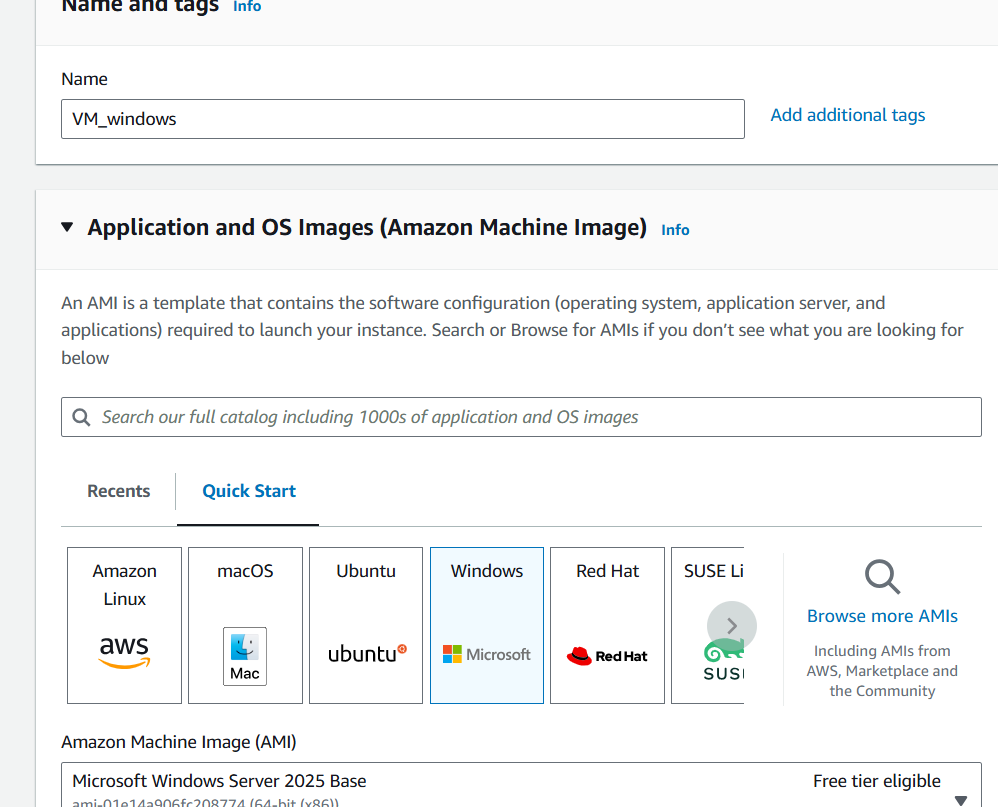 Name and tags Info
Name
VM_windows
Add additional tags
Application and OS Images (Amazon Machine Image) Info
An AMI is a template that contains the software configuration (operating system, application server, and
applications) required to launch your instance. Search or Browse for AMIs if you don’t see what you are looking for
below
Search our full catalog including 1000s of application and OS images
Recents
Quick Start
Amazon
Linux
aws
macOS
Mac
Ubuntu
ubuntu
Windows
Microsoft
Red Hat
Red Hat
SUSE Li
SUS
Browse more AMIs
Including AMIs from
AWS, Marketplace and
the Community
Amazon Machine Image (AMI)
Microsoft Windows Server 2025 Base
Free tier eligible
ami-01e14a906fc208774 (64-bit (x86))